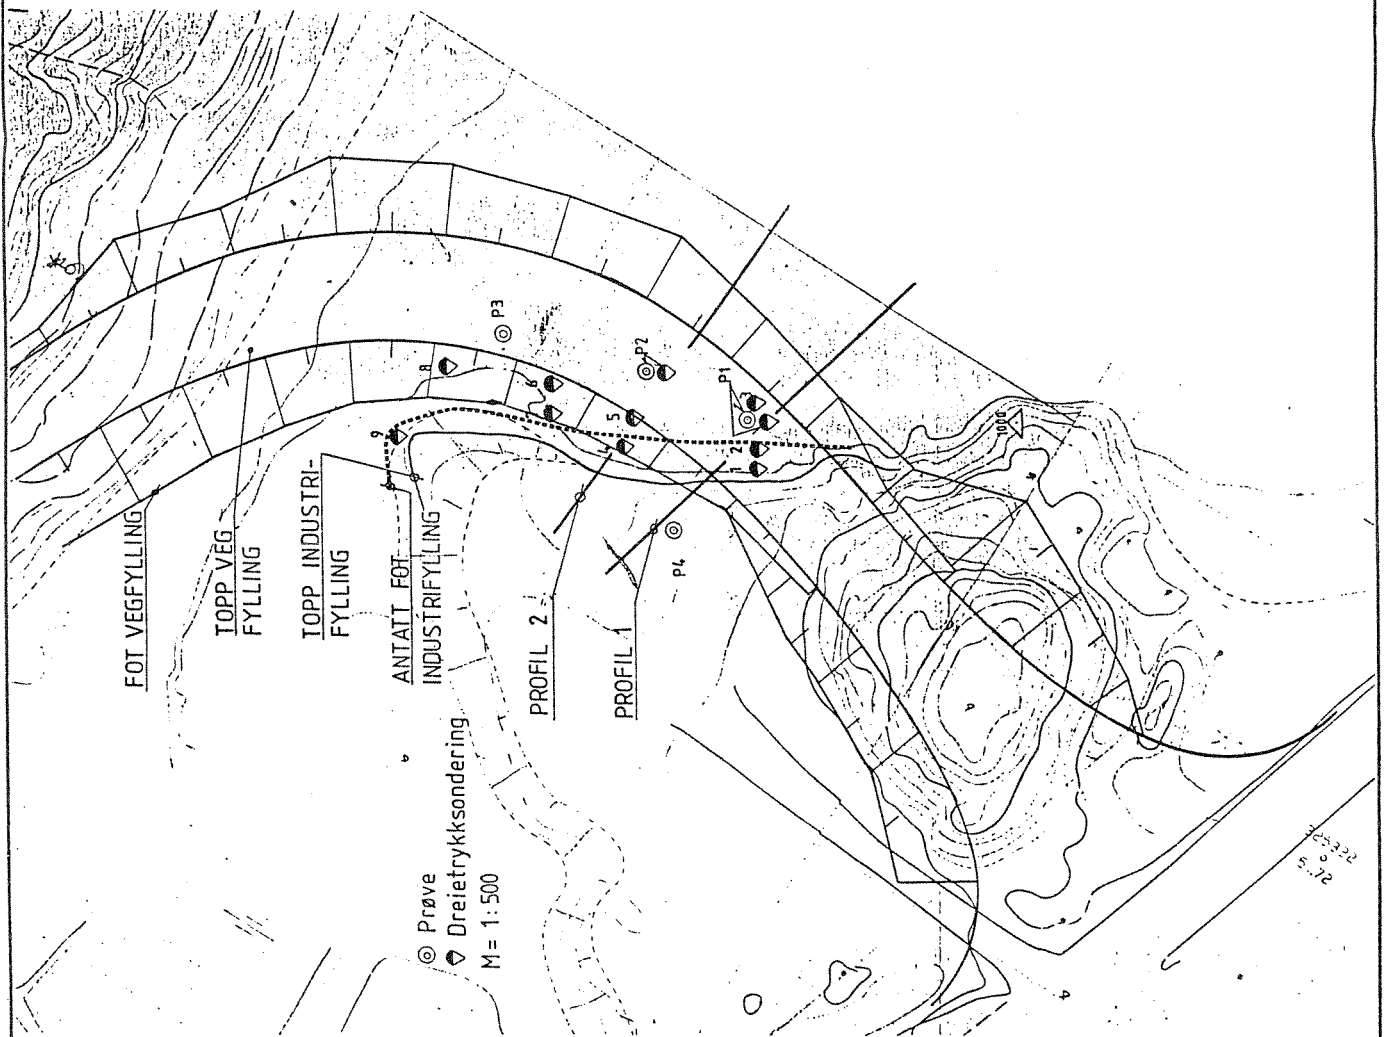 FOT VEGFYLLING
TOPP VEG
FYLLING
TOPP INDUSTRI-
FYLLING
ANTATT FOT
INDUSTRIFYLLING
PROFIL 2
PROFIL 1
Prøve
Dreietrykksondering
M= 1:500
P3
P2
P1
P4
8
9
6
5
4
3
2
1
1000